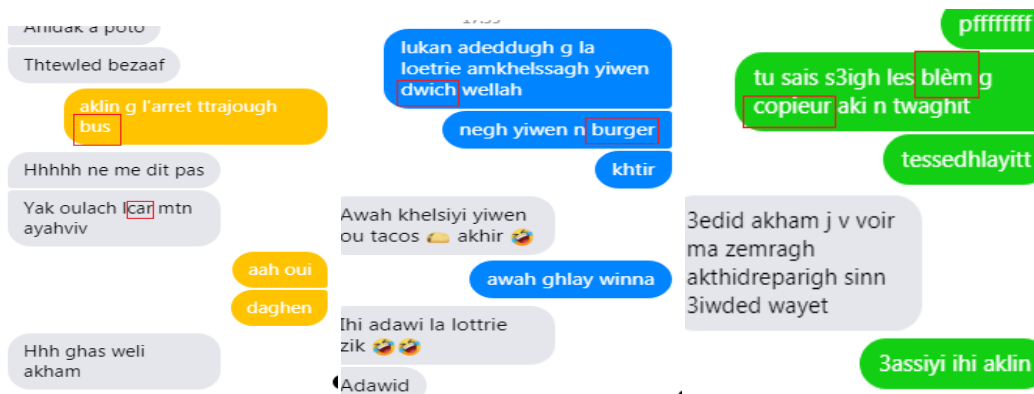 Anidak a poto
Thtewled bezaaf
aklin g l'arret ttrajough
bus
Hhhhh ne me dit pas
Yak oulach lcar mtn
ayahviv
aah oui
daghen
Hhh ghas weli
akham
17:59
lukan adeddugh g la
loetrie amkhelssagh yiwen
dwich wellah
negh yiwen n burger
khtir
Awah khelsiyi yiwen
ou tacos 🌮 akhir 🤣
awah ghlay winna
Ihi adawi la lottrie
zik 🤣🤣
Adawid
pffffffff
tu sais s3igh les blèm g
copieur aki n twaghit
tessedhlayitt
3edid akham j v voir
ma zemragh
akthidreparigh sinn
3iwded wayet
3assiyi ihi aklin